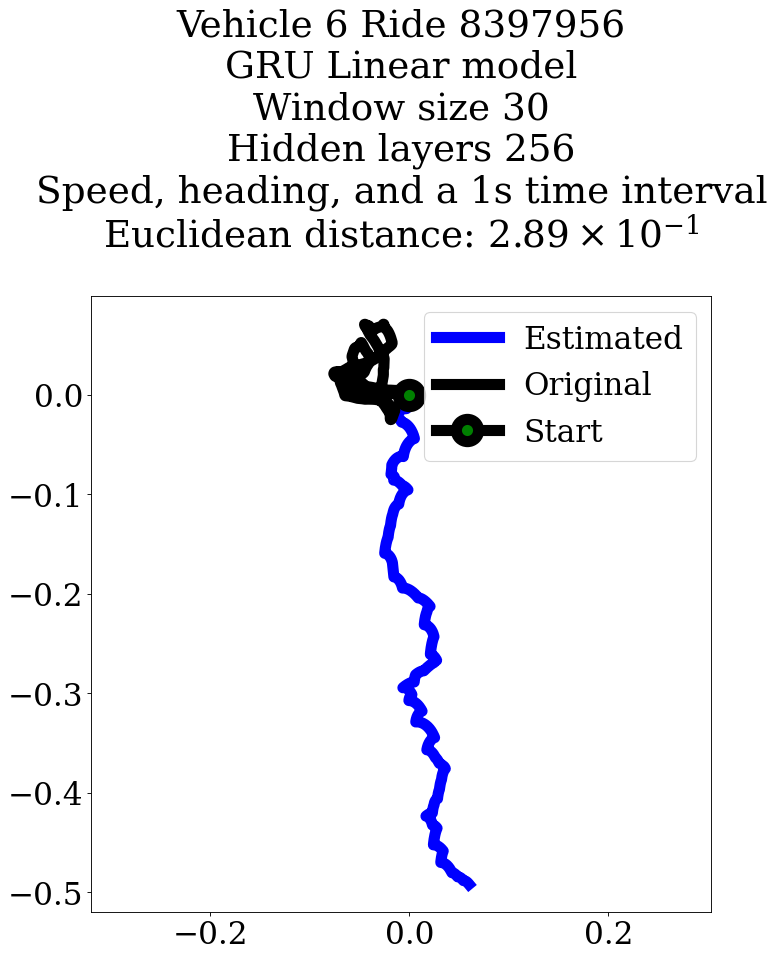 Vehicle 6 Ride 8397956
GRU Linear model
Window size 30
Hidden layers 256
Speed, heading, and a 1s time interval
Euclidean distance: 2.89 × 10⁻¹
Estimated
Original
Start
0.0
−0.1
−0.2
−0.3
−0.4
−0.5
−0.2 0.0 0.2